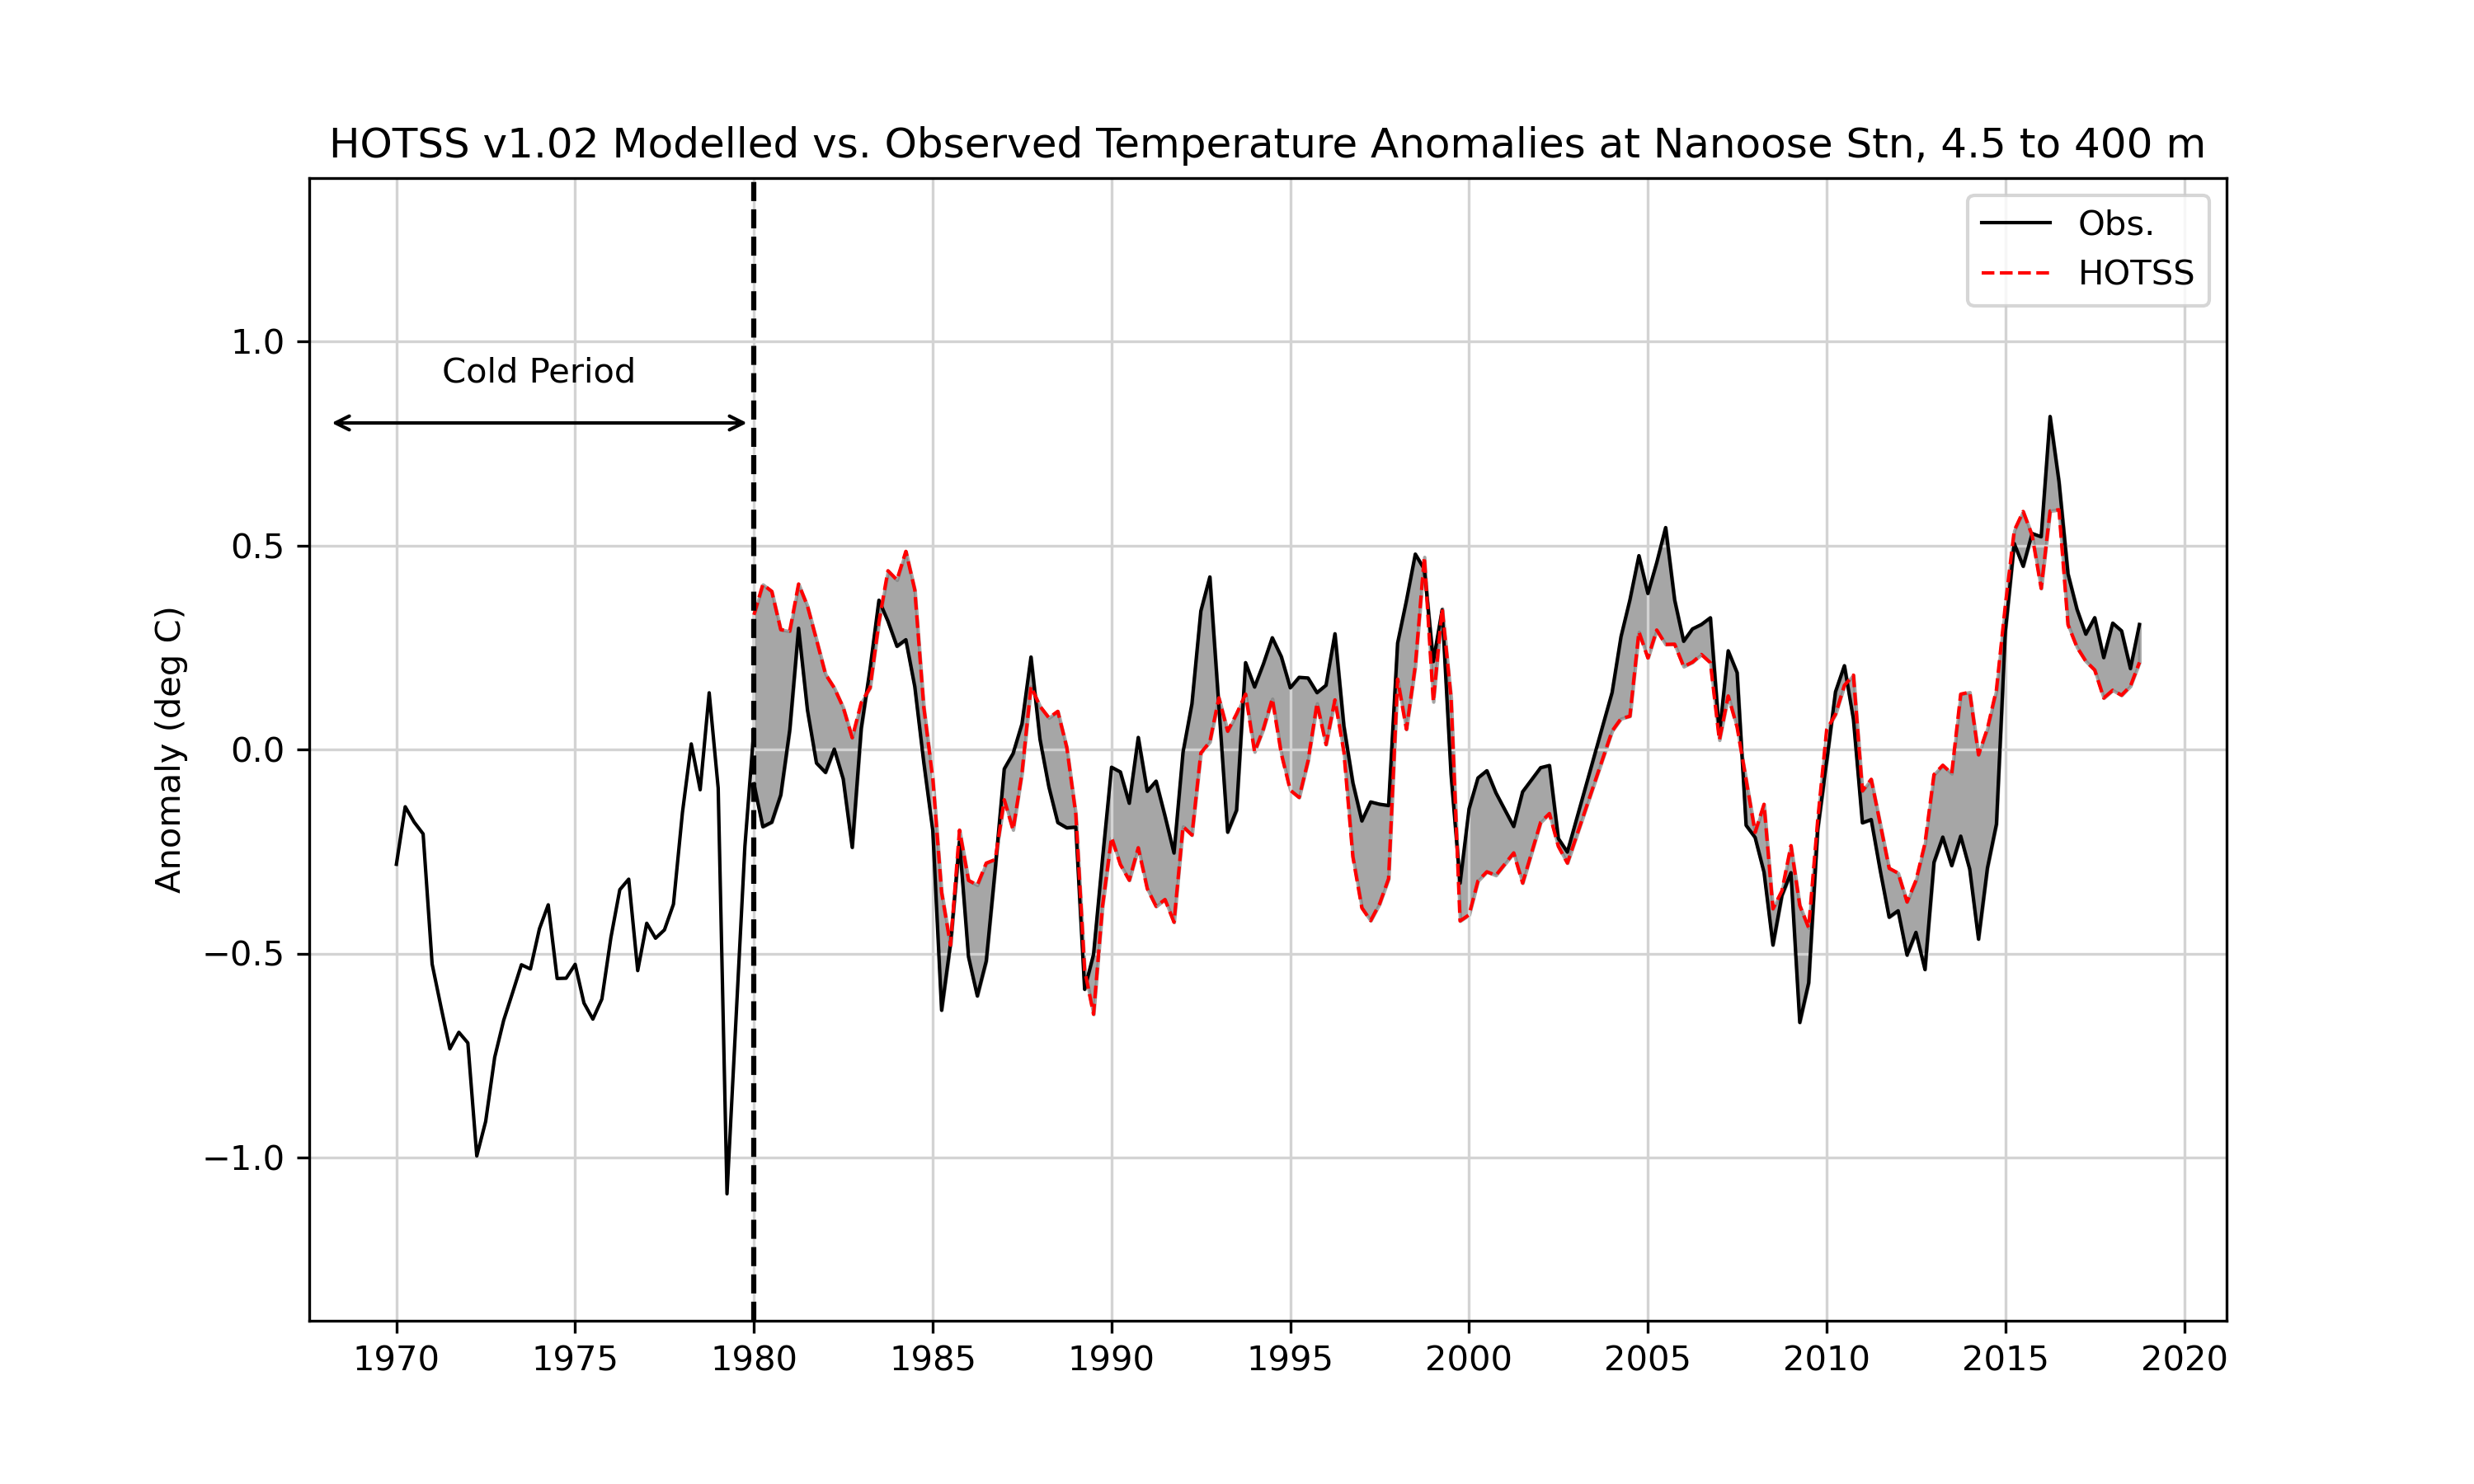 HOTSS v1.02 Modelled vs. Observed Temperature Anomalies at Nanoose Stn, 4.5 to 400 m
Obs.
HOTSS
Cold Period
Anomaly (deg C)
1.0
0.5
0.0
−0.5
−1.0
1970 1975 1980 1985 1990 1995 2000 2005 2010 2015 2020